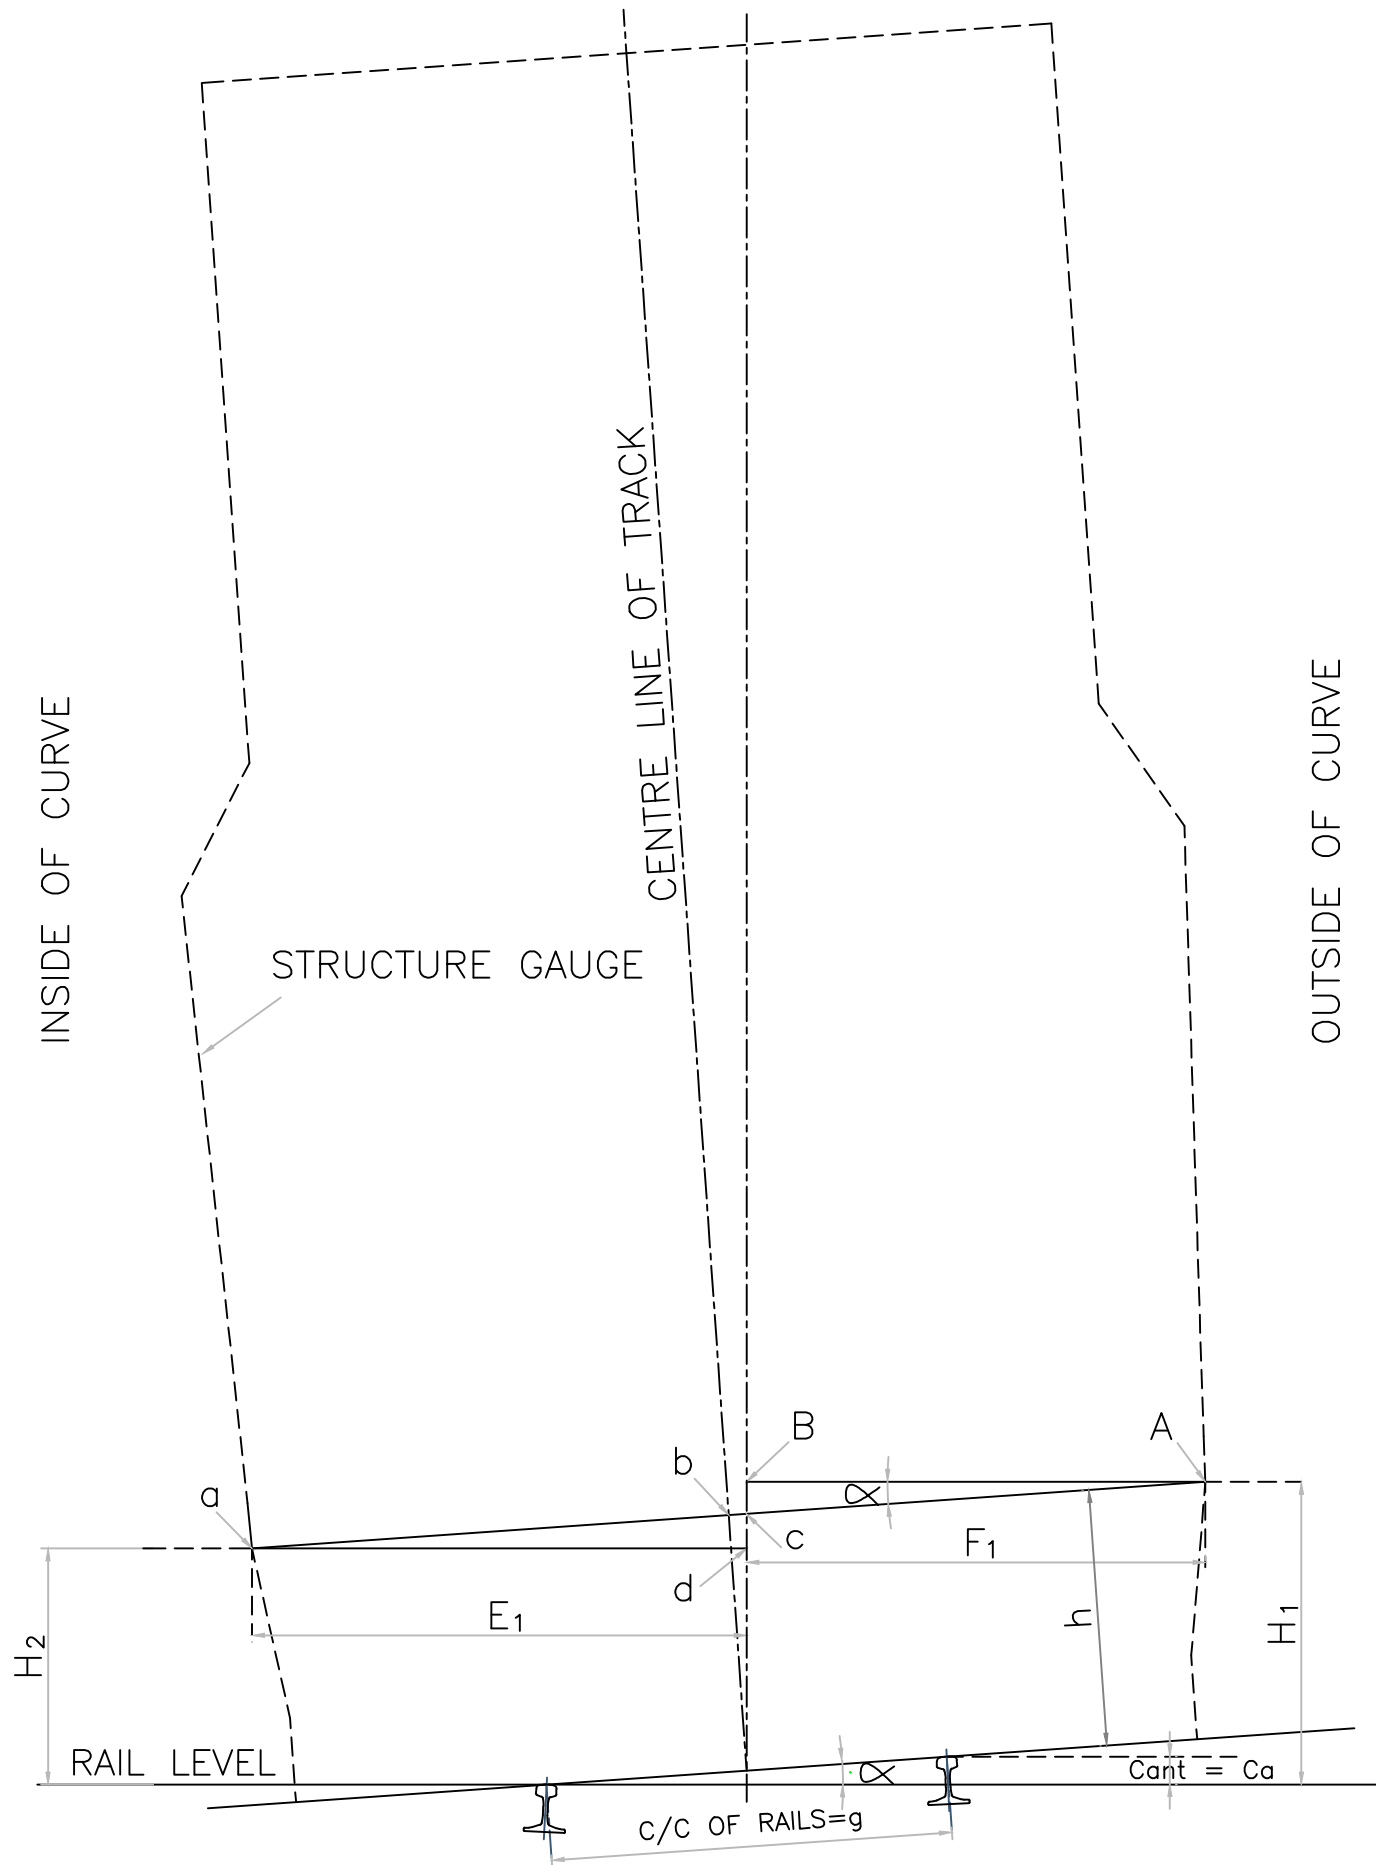 CENTRE LINE OF TRACK
INSIDE OF CURVE
OUTSIDE OF CURVE
STRUCTURE GAUGE
B
A
b
a
α
c
F1
d
E1
h
H1
H2
RAIL LEVEL
α
Cant = Ca
C/C OF RAILS=g